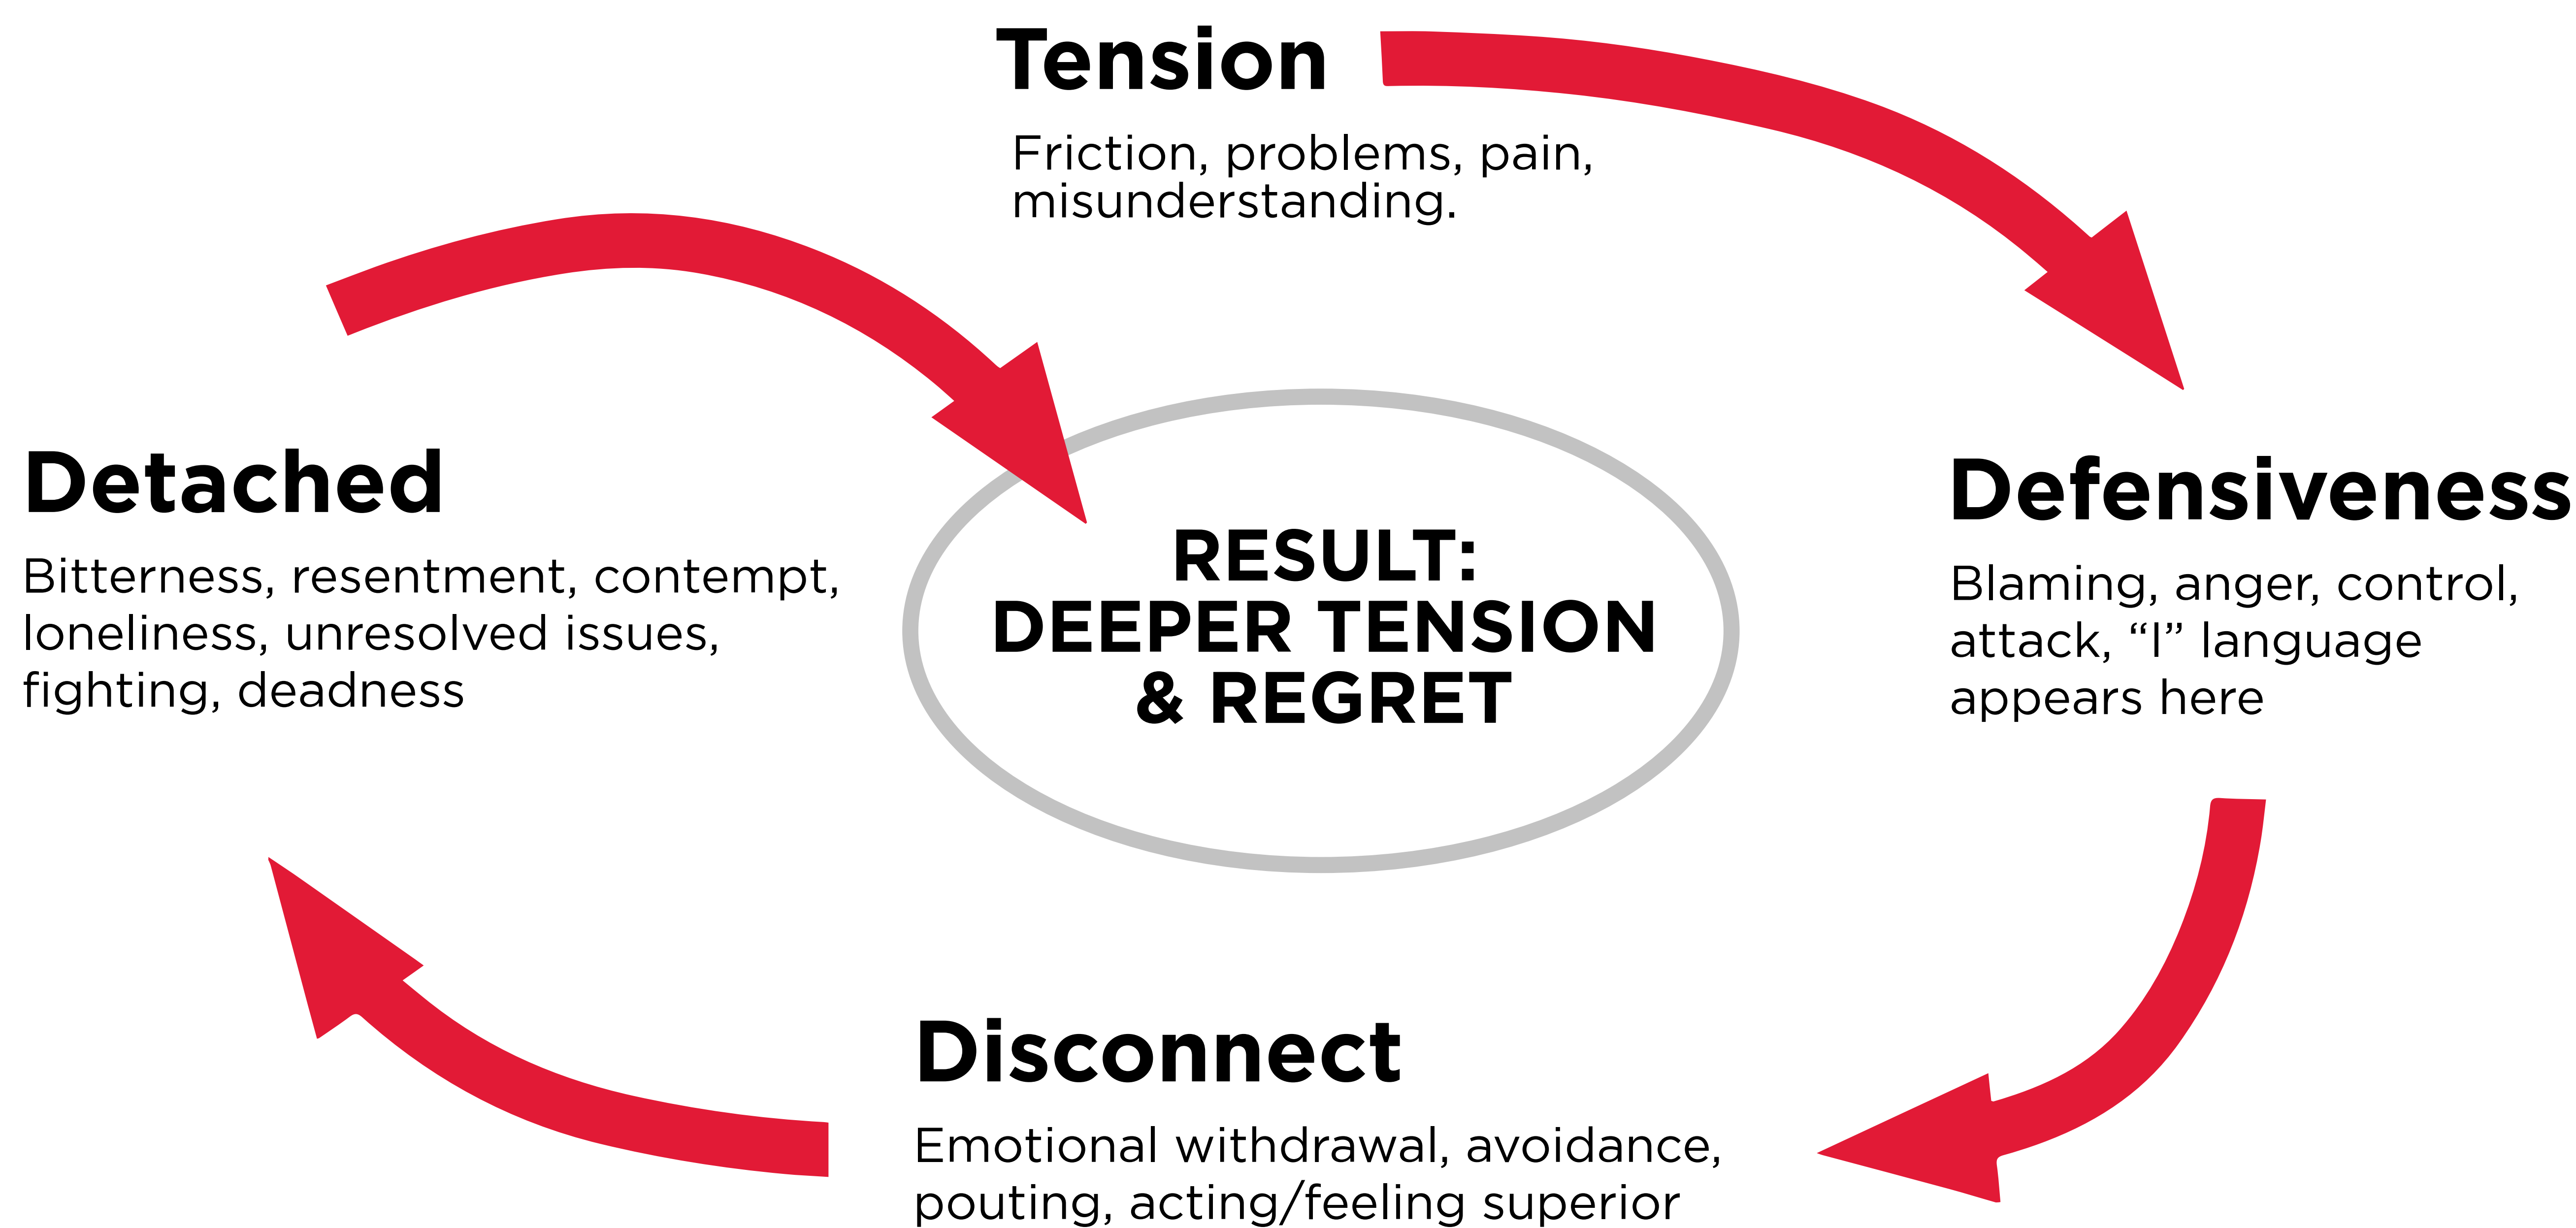 Tension
Friction, problems, pain,
misunderstanding.
Defensiveness
Blaming, anger, control,
attack, “I” language
appears here
Disconnect
Emotional withdrawal, avoidance,
pouting, acting/feeling superior
Detached
Bitterness, resentment, contempt,
loneliness, unresolved issues,
fighting, deadness
RESULT:
DEEPER TENSION
& REGRET